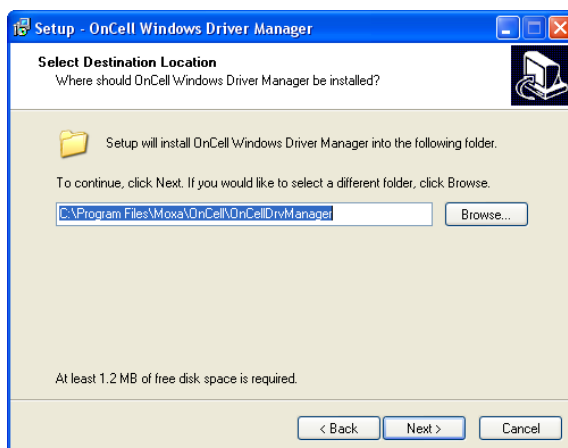 Setup - OnCell Windows Driver Manager
Select Destination Location
Where should OnCell Windows Driver Manager be installed?
Setup will install OnCell Windows Driver Manager into the following folder.
To continue, click Next. If you would like to select a different folder, click Browse.
C:\Program Files\Moxa\OnCell\OnCellDrvManager
Browse...
At least 1.2 MB of free disk space is required.
< Back
Next >
Cancel